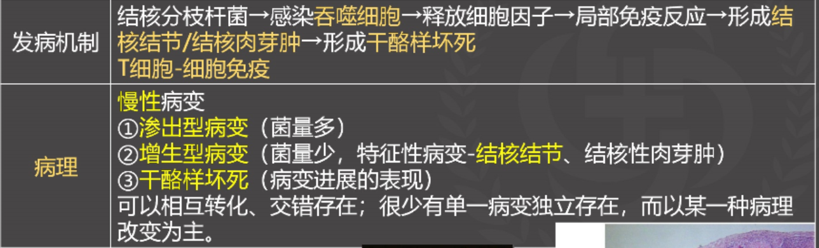 发病机制
结核分枝杆菌→感染吞噬细胞→释放细胞因子→局部免疫反应→形成结
核结节/结核肉芽肿→形成干酪样坏死
T细胞-细胞免疫
病理
慢性病变
①渗出型病变（菌量多）
②增生型病变（菌量少，特征性病变-结核结节、结核性肉芽肿）
③干酪样坏死（病变进展的表现）
可以相互转化、交错存在；很少有单一病变独立存在，而以某一种病理
改变为主。